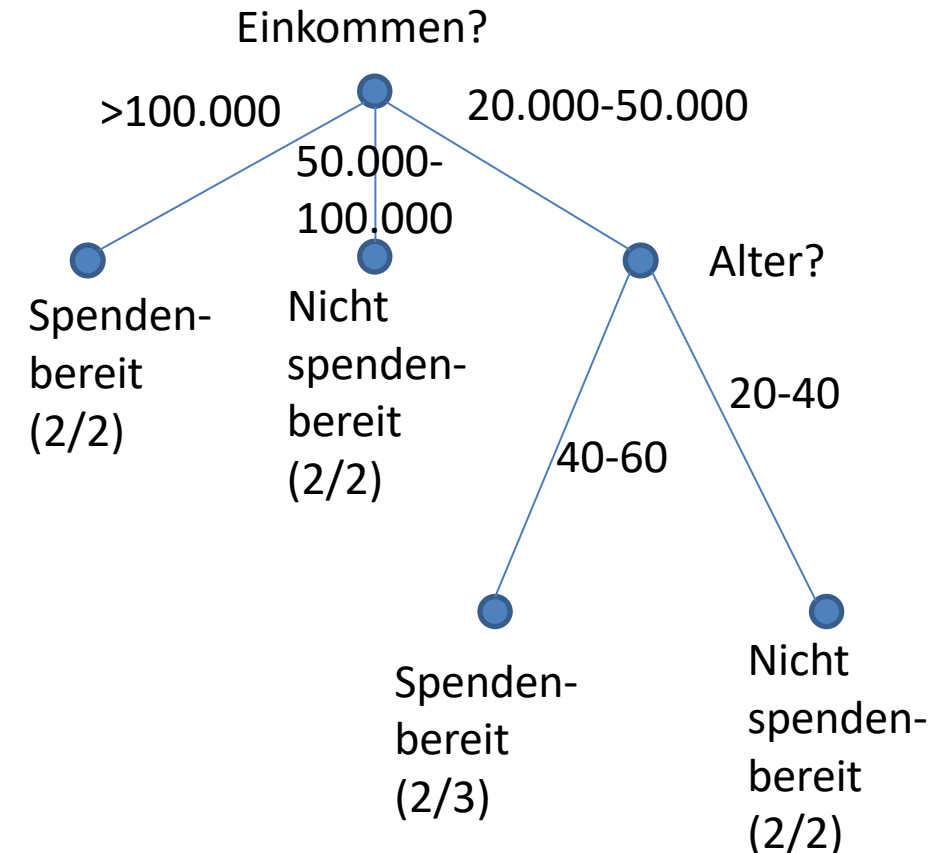 Einkommen?
>100.000
20.000-50.000
50.000-
100.000
Alter?
Spenden-
bereit
(2/2)
Nicht
spenden-
bereit
(2/2)
20-40
40-60
Spenden-
bereit
(2/3)
Nicht
spenden-
bereit
(2/2)